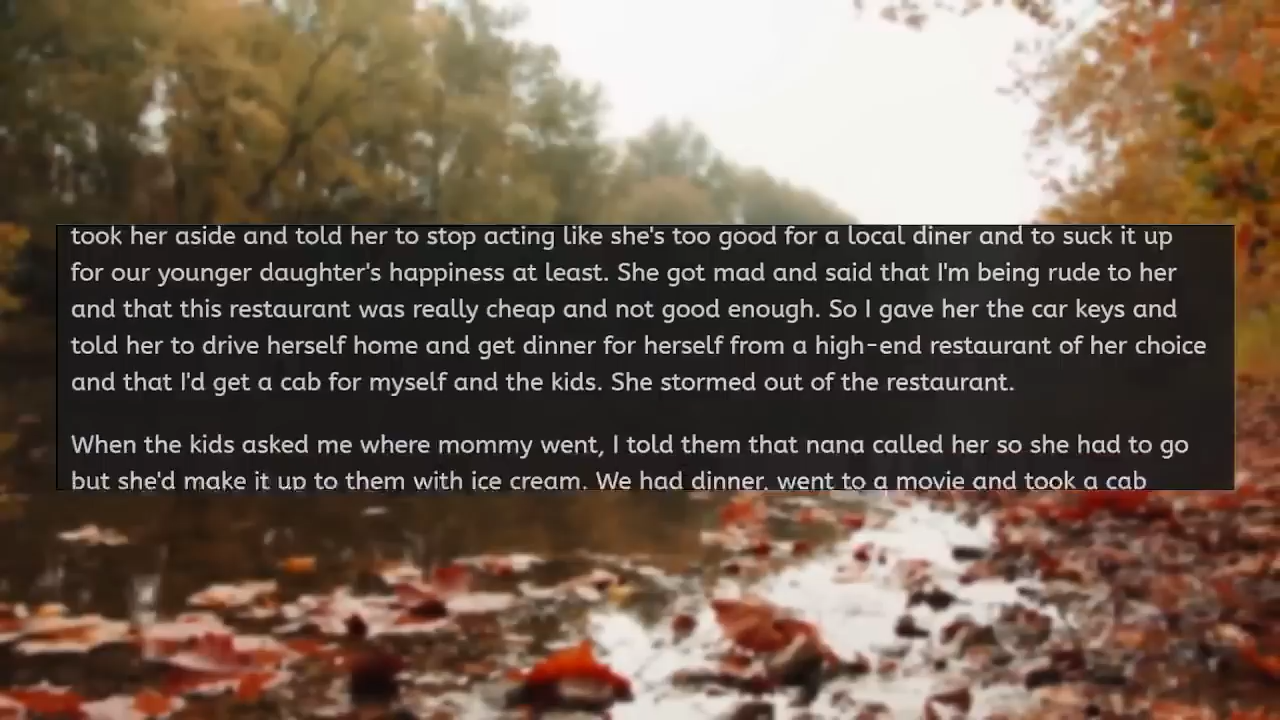 took her aside and told her to stop acting like she's too good for a local diner and to suck it up
for our younger daughter's happiness at least. She got mad and said that I'm being rude to her
and that this restaurant was really cheap and not good enough. So I gave her the car keys and
told her to drive herself home and get dinner for herself from a high-end restaurant of her choice
and that I'd get a cab for myself and the kids. She stormed out of the restaurant.
When the kids asked me where mommy went, I told them that nana called her so she had to go
but she'd make it up to them with ice cream. We had dinner, went to a movie and took a cab